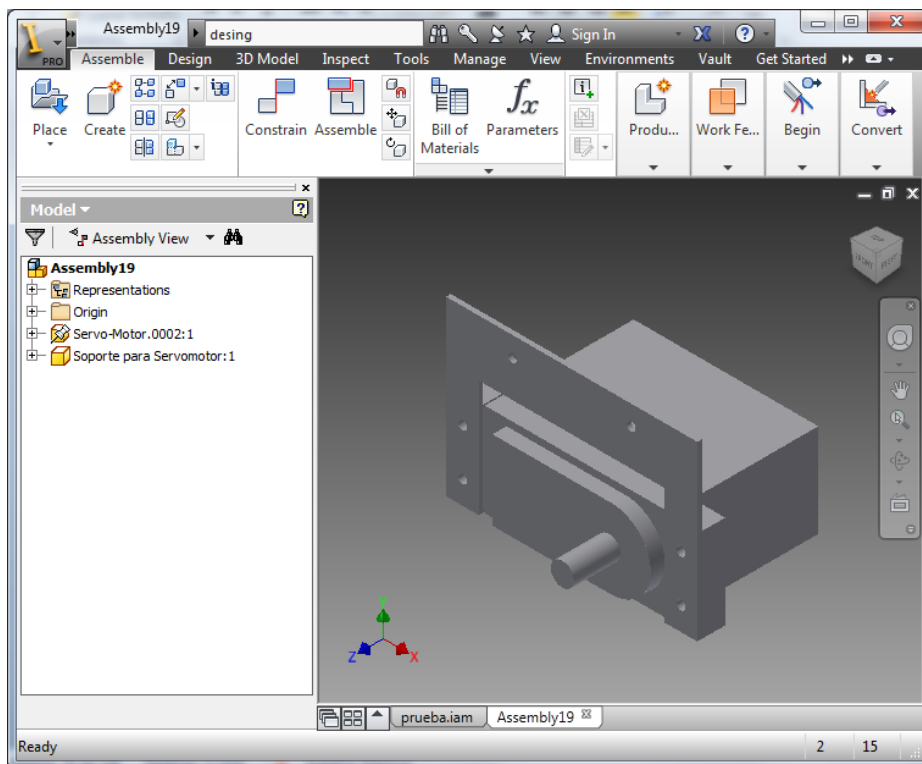 Assembly19 desing Sign In
PRO Assemble Design 3D Model Inspect Tools Manage View Environments Vault Get Started
Place Create Constrain Assemble Bill of Materials fx Parameters Produ... Work Fe... Begin Convert
Model
Assembly View
Assembly19
Representations
Origin
Servo-Motor.0002:1
Soporte para Servomotor:1
Y
Z X
prueba.iam Assembly19
Ready 2 15